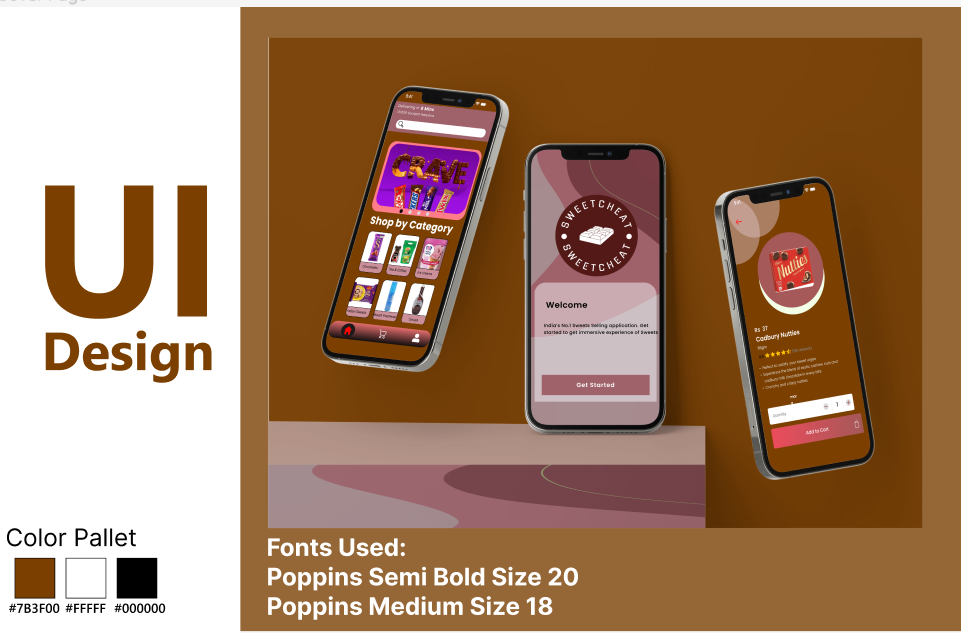 UI
Design
Color Pallet
#7B3F00 #FFFFF #000000
Delivering in 8 Mins
CRAVE
Shop by Category
SWEETCHEAT
SWEETCHEAT
Welcome
India's No.1 Sweets Selling application. Get
started to get immersive experience of Sweets
Get Started
Nutties
Rs 37
Cadbury Nutties
Add to Cart
1
Fonts Used:
Poppins Semi Bold Size 20
Poppins Medium Size 18